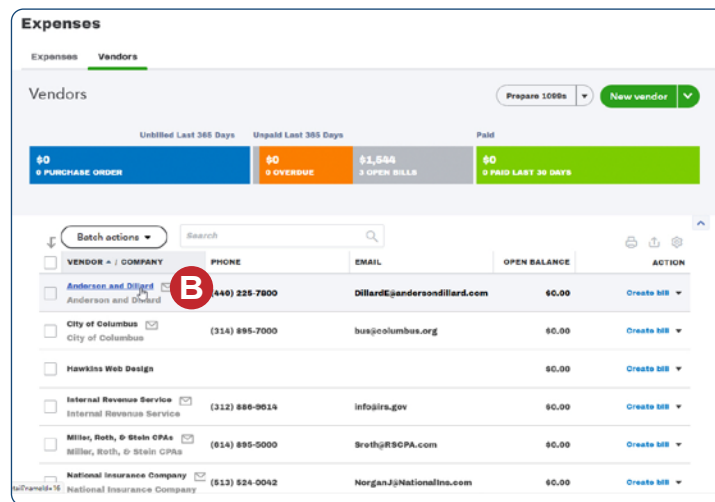 Expenses
Expenses Vendors
Vendors
Prepare 1099s
New vendor
Unbilled Last 365 Days Unpaid Last 365 Days Paid
$0 $0 $1,544 $0
0 PURCHASE ORDER 0 OVERDUE 3 OPEN BILLS 0 PAID LAST 30 DAYS
Batch actions Search
VENDOR / COMPANY PHONE EMAIL OPEN BALANCE ACTION
Anderson and Dillard B (440) 225-7800 DillardE@andersondillard.com $0.00 Create bill
Anderson and Dillard
City of Columbus (314) 895-7000 bus@columbus.org $0.00 Create bill
City of Columbus
Hawkins Web Design $0.00 Create bill
Internal Revenue Service (312) 886-9614 info@irs.gov $0.00 Create bill
Internal Revenue Service
Miller, Roth, & Stein CPAs (614) 895-5000 Sroth@RSCPA.com $0.00 Create bill
Miller, Roth, & Stein CPAs
National Insurance Company (513) 524-0042 NorganJ@NationalIns.com $0.00 Create bill
tail?nameId=16 National Insurance Company